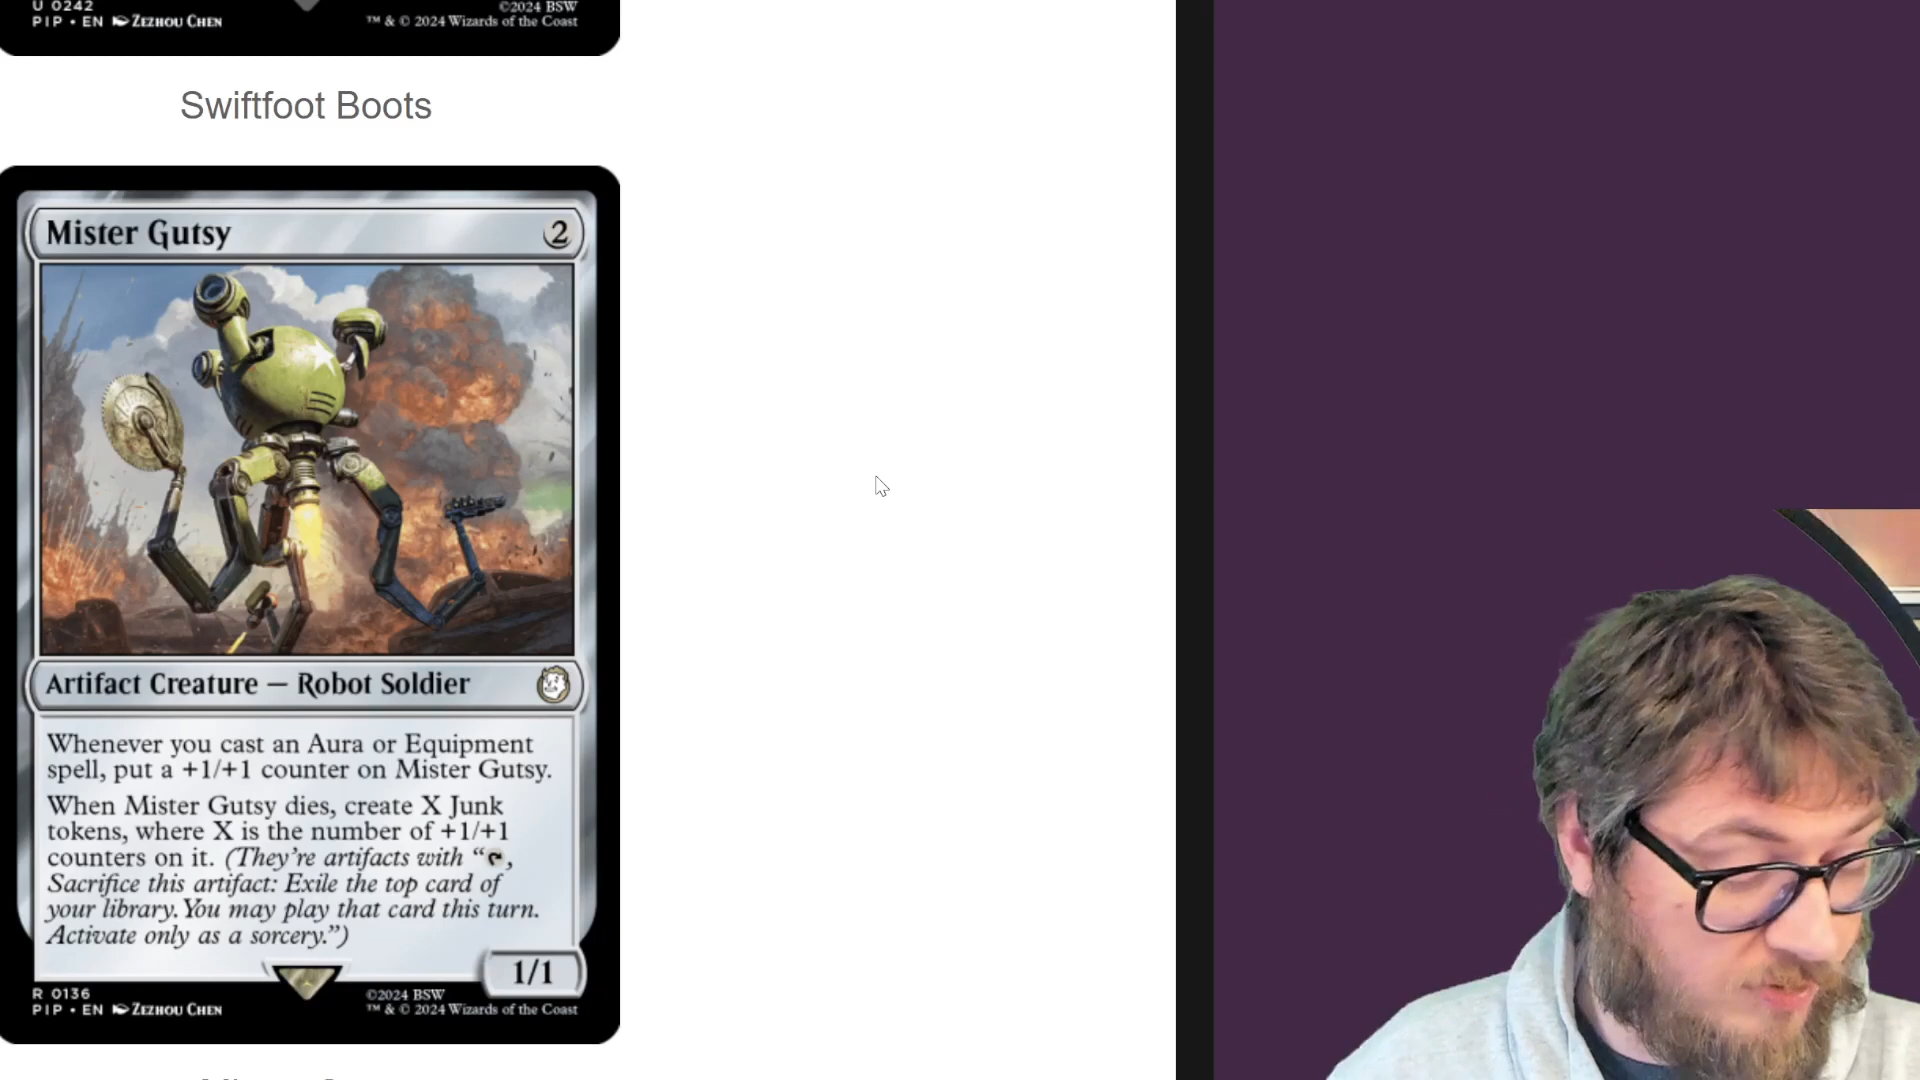 U 0242
PIP • EN ZEZHOU CHEN
©2024 BSW
™ & © 2024 Wizards of the Coast
Swiftfoot Boots
Mister Gutsy 2
Artifact Creature — Robot Soldier
Whenever you cast an Aura or Equipment
spell, put a +1/+1 counter on Mister Gutsy.
When Mister Gutsy dies, create X Junk
tokens, where X is the number of +1/+1
counters on it. (They're artifacts with “
,
Sacrifice this artifact: Exile the top card of
your library. You may play that card this turn.
Activate only as a sorcery.”)
1/1
R 0136
PIP • EN ZEZHOU CHEN
©2024 BSW
™ & © 2024 Wizards of the Coast